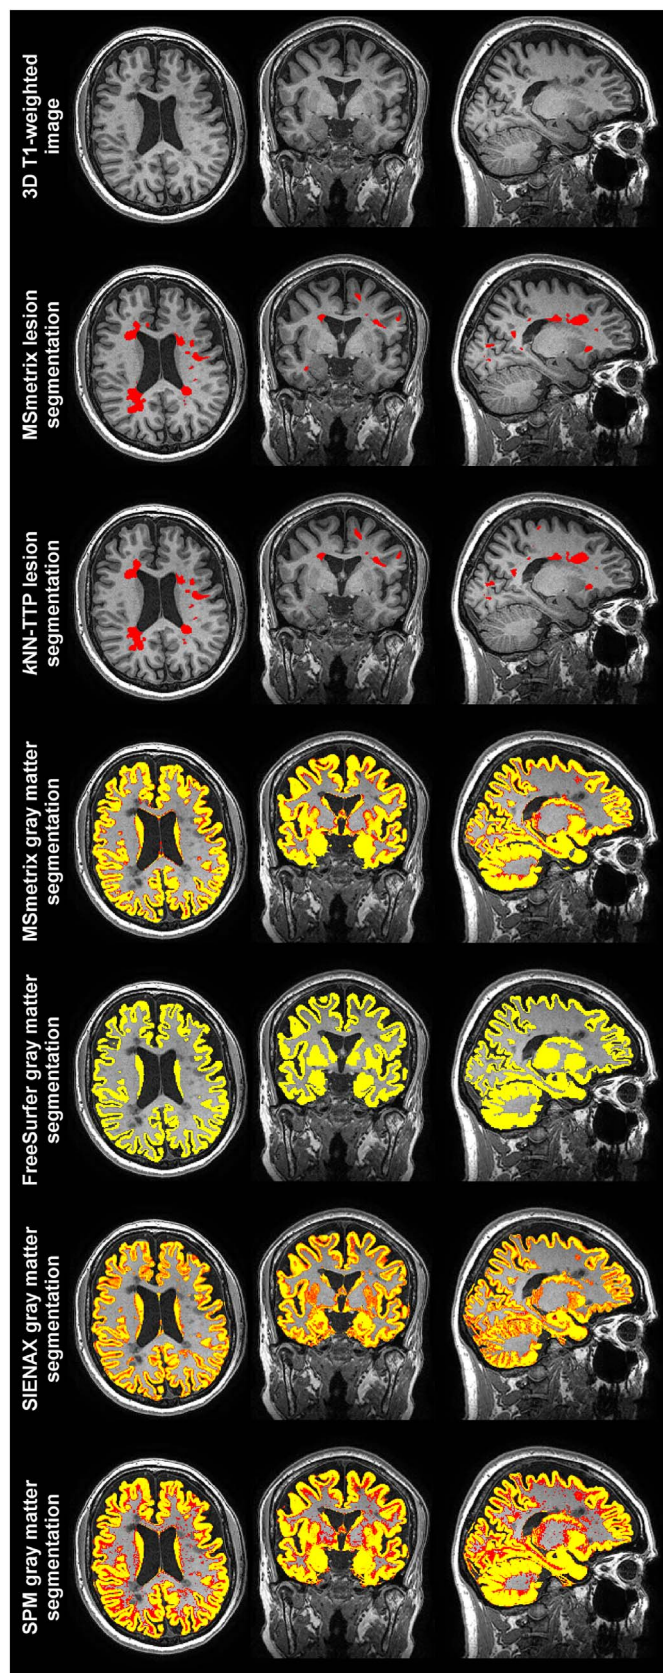 3D T1-weighted
image
MSmetrix lesion
segmentation
kNN-TTP lesion
segmentation
MSmetrix gray matter
segmentation
FreeSurfer gray matter
segmentation
SIENAX gray matter
segmentation
SPM gray matter
segmentation